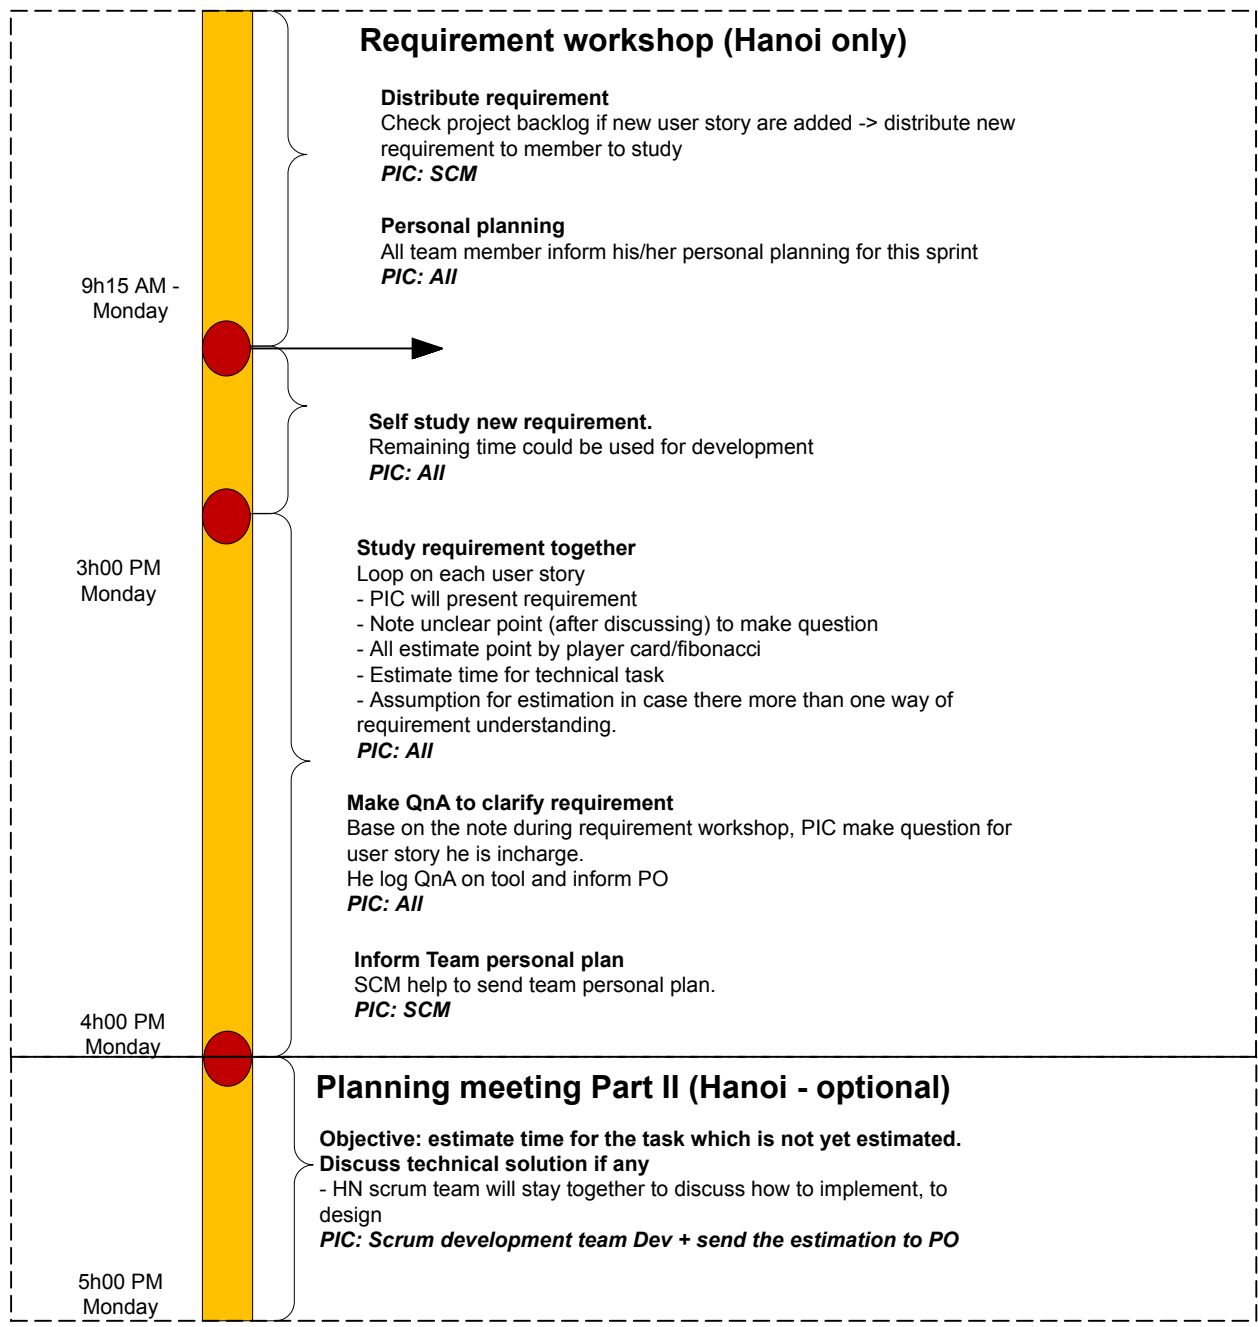 Requirement workshop (Hanoi only)
Distribute requirement
Check project backlog if new user story are added -> distribute new
requirement to member to study
PIC: SCM
Personal planning
All team member inform his/her personal planning for this sprint
PIC: All
9h15 AM -
Monday
Self study new requirement.
Remaining time could be used for development
PIC: All
3h00 PM
Monday
Study requirement together
Loop on each user story
- PIC will present requirement
- Note unclear point (after discussing) to make question
- All estimate point by player card/fibonacci
- Estimate time for technical task
- Assumption for estimation in case there more than one way of
requirement understanding.
PIC: All
Make QnA to clarify requirement
Base on the note during requirement workshop, PIC make question for
user story he is incharge.
He log QnA on tool and inform PO
PIC: All
Inform Team personal plan
SCM help to send team personal plan.
PIC: SCM
4h00 PM
Monday
Planning meeting Part II (Hanoi - optional)
Objective: estimate time for the task which is not yet estimated.
Discuss technical solution if any
- HN scrum team will stay together to discuss how to implement, to
design
PIC: Scrum development team Dev + send the estimation to PO
5h00 PM
Monday